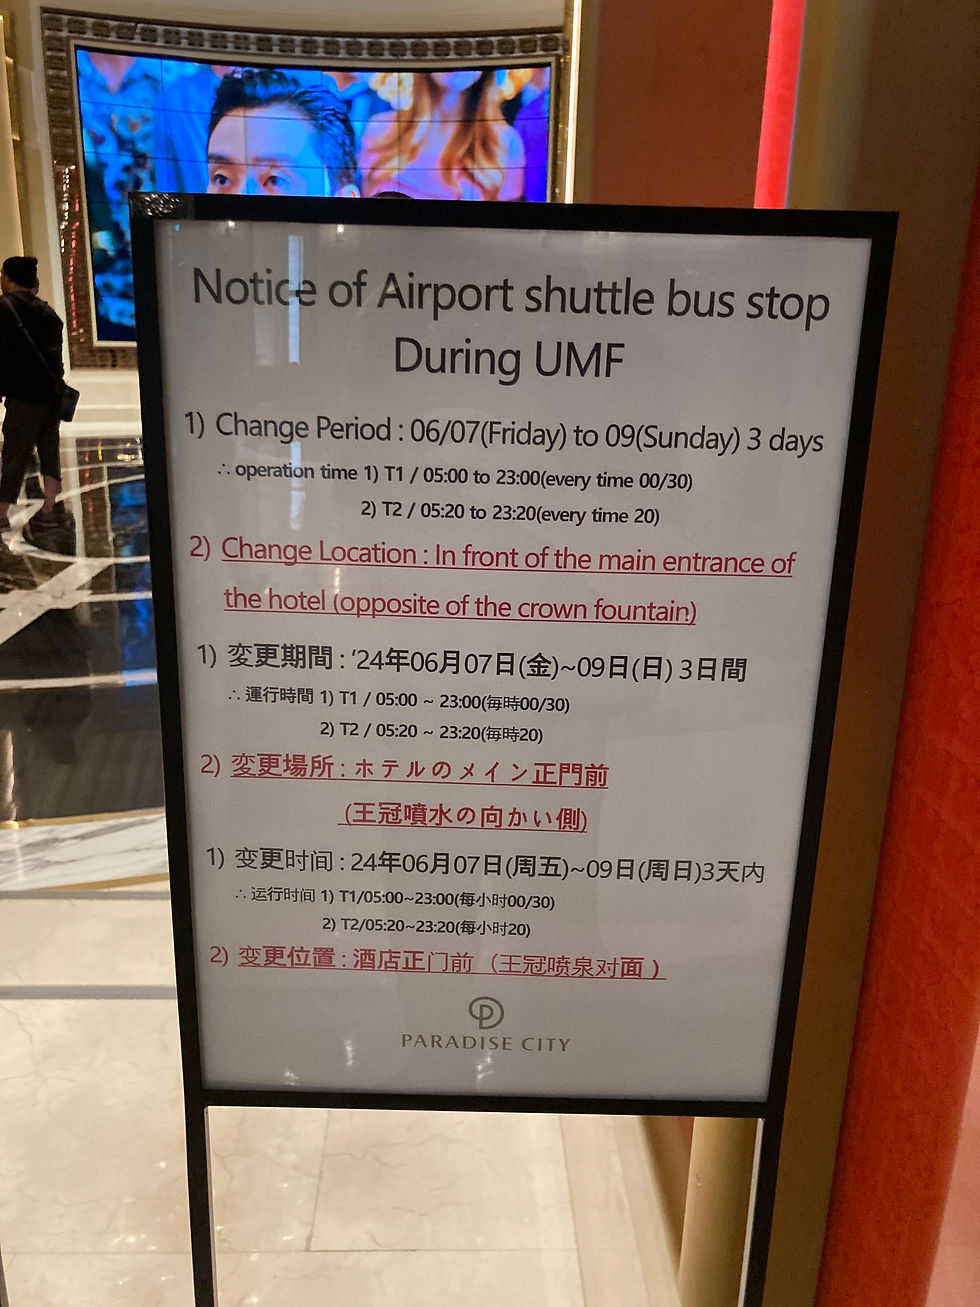 Notice of Airport shuttle bus stop
During UMF
1) Change Period : 06/07(Friday) to 09(Sunday) 3 days
∴ operation time 1) T1 / 05:00 to 23:00(every time 00/30)
2) T2 / 05:20 to 23:20(every time 20)
2) Change Location : In front of the main entrance of
the hotel (opposite of the crown fountain)
1) 変更期間 : ‘24年06月07日(金)~09日(日) 3日間
∴ 運行時間 1) T1 / 05:00 ~ 23:00(毎時00/30)
2) T2 / 05:20 ~ 23:20(毎時20)
2) 変更場所 : ホテルのメイン正門前
(王冠噴水の向かい側)
1) 变更时间 : 24年06月07日(周五)~09日(周日)3天内
∴ 运行时间 1) T1/05:00~23:00(每小时00/30)
2) T2/05:20~23:20(每小时20)
2) 变更位置 : 酒店正门前 （王冠喷泉对面 ）
PARADISE CITY